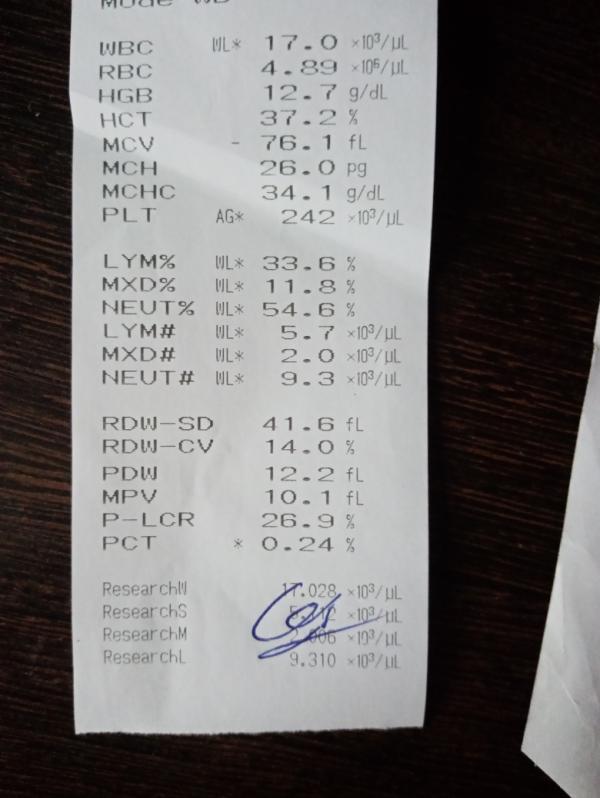 Mode WB
WBC WL* 17.0 ×10³/µL
RBC 4.89 ×10⁶/µL
HGB 12.7 g/dL
HCT 37.2 %
MCV - 76.1 fL
MCH 26.0 pg
MCHC 34.1 g/dL
PLT AG* 242 ×10³/µL
LYM% WL* 33.6 %
MXD% WL* 11.8 %
NEUT% WL* 54.6 %
LYM# WL* 5.7 ×10³/µL
MXD# WL* 2.0 ×10³/µL
NEUT# WL* 9.3 ×10³/µL
RDW-SD 41.6 fL
RDW-CV 14.0 %
PDW 12.2 fL
MPV 10.1 fL
P-LCR 26.9 %
PCT * 0.24 %
ResearchW 17.028 ×10³/µL
ResearchS ×10³/µL
ResearchM ×10³/µL
ResearchL 9.310 ×10³/µL